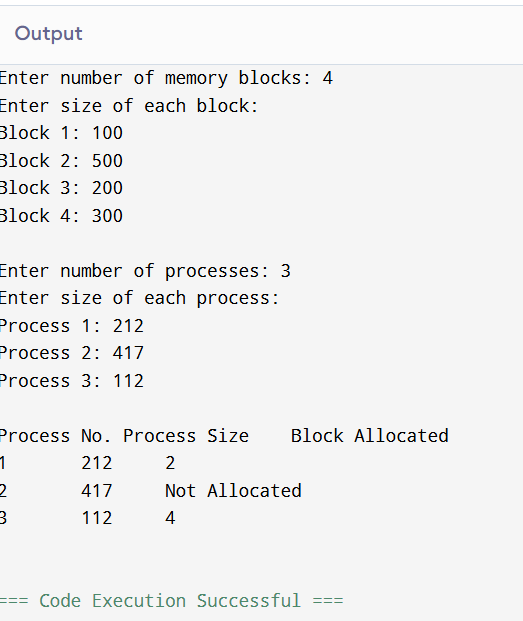 Output
Enter number of memory blocks: 4
Enter size of each block:
Block 1: 100
Block 2: 500
Block 3: 200
Block 4: 300
Enter number of processes: 3
Enter size of each process:
Process 1: 212
Process 2: 417
Process 3: 112
Process No. Process Size    Block Allocated
1       212     2
2       417     Not Allocated
3       112     4
=== Code Execution Successful ===